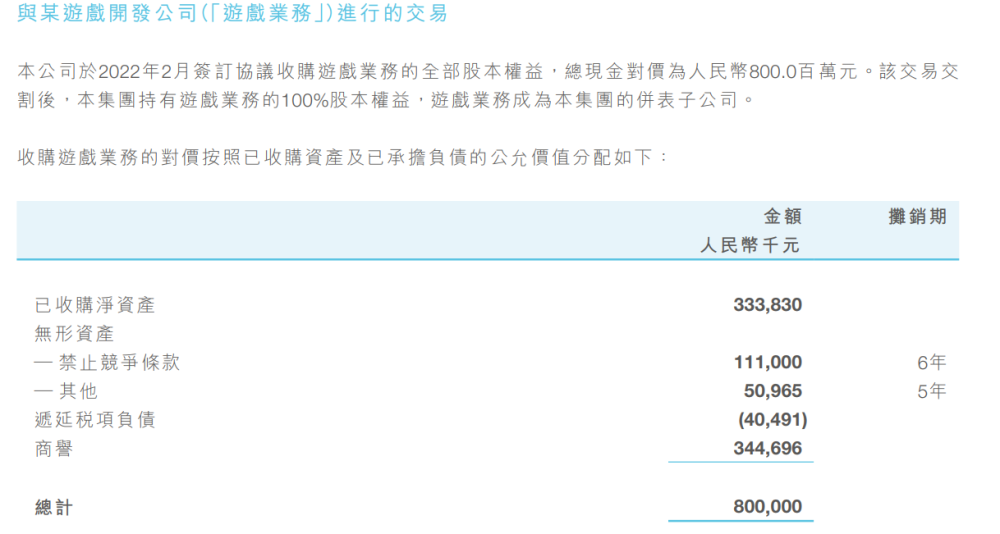 與某遊戲開發公司(「遊戲業務」)進行的交易
本公司於2022年2月簽訂協議收購遊戲業務的全部股本權益，總現金對價為人民幣800.0百萬元。該交易交
割後，本集團持有遊戲業務的100%股本權益，遊戲業務成為本集團的併表子公司。
收購遊戲業務的對價按照已收購資產及已承擔負債的公允價值分配如下：
金額 攤銷期
人民幣千元
已收購淨資產 333,830
無形資產
— 禁止競爭條款 111,000 6年
— 其他 50,965 5年
遞延税項負債 (40,491)
商譽 344,696
總計 800,000